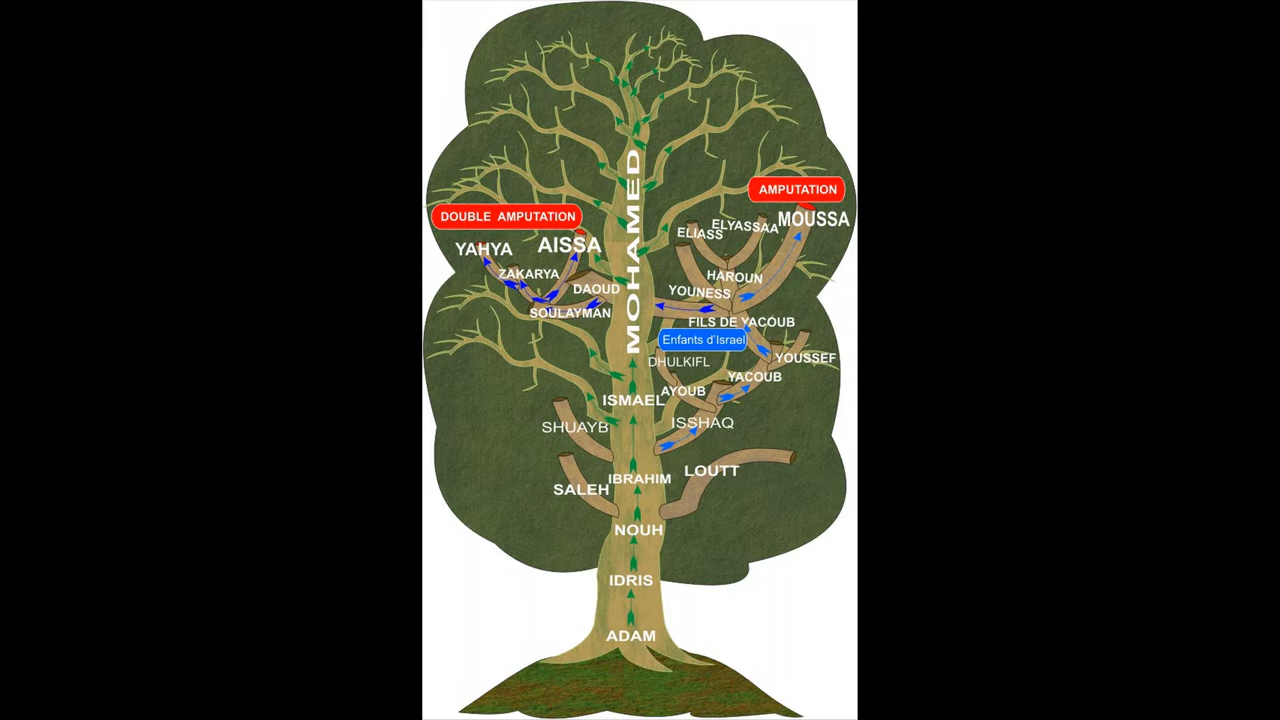 MOHAMED
AMPUTATION
DOUBLE AMPUTATION
MOUSSA
ELYASSAA
ELIASS
YAHYA
AISSA
ZAKARYA
HAROUN
DAOUD
YOUNESS
SOULAYMAN
FILS DE YACOUB
Enfants d'Israel
DHULKIFL
YOUSSEF
YACOUB
AYOUB
ISMAEL
SHUAYB
ISSHAQ
LOUTT
IBRAHIM
SALEH
NOUH
IDRIS
ADAM